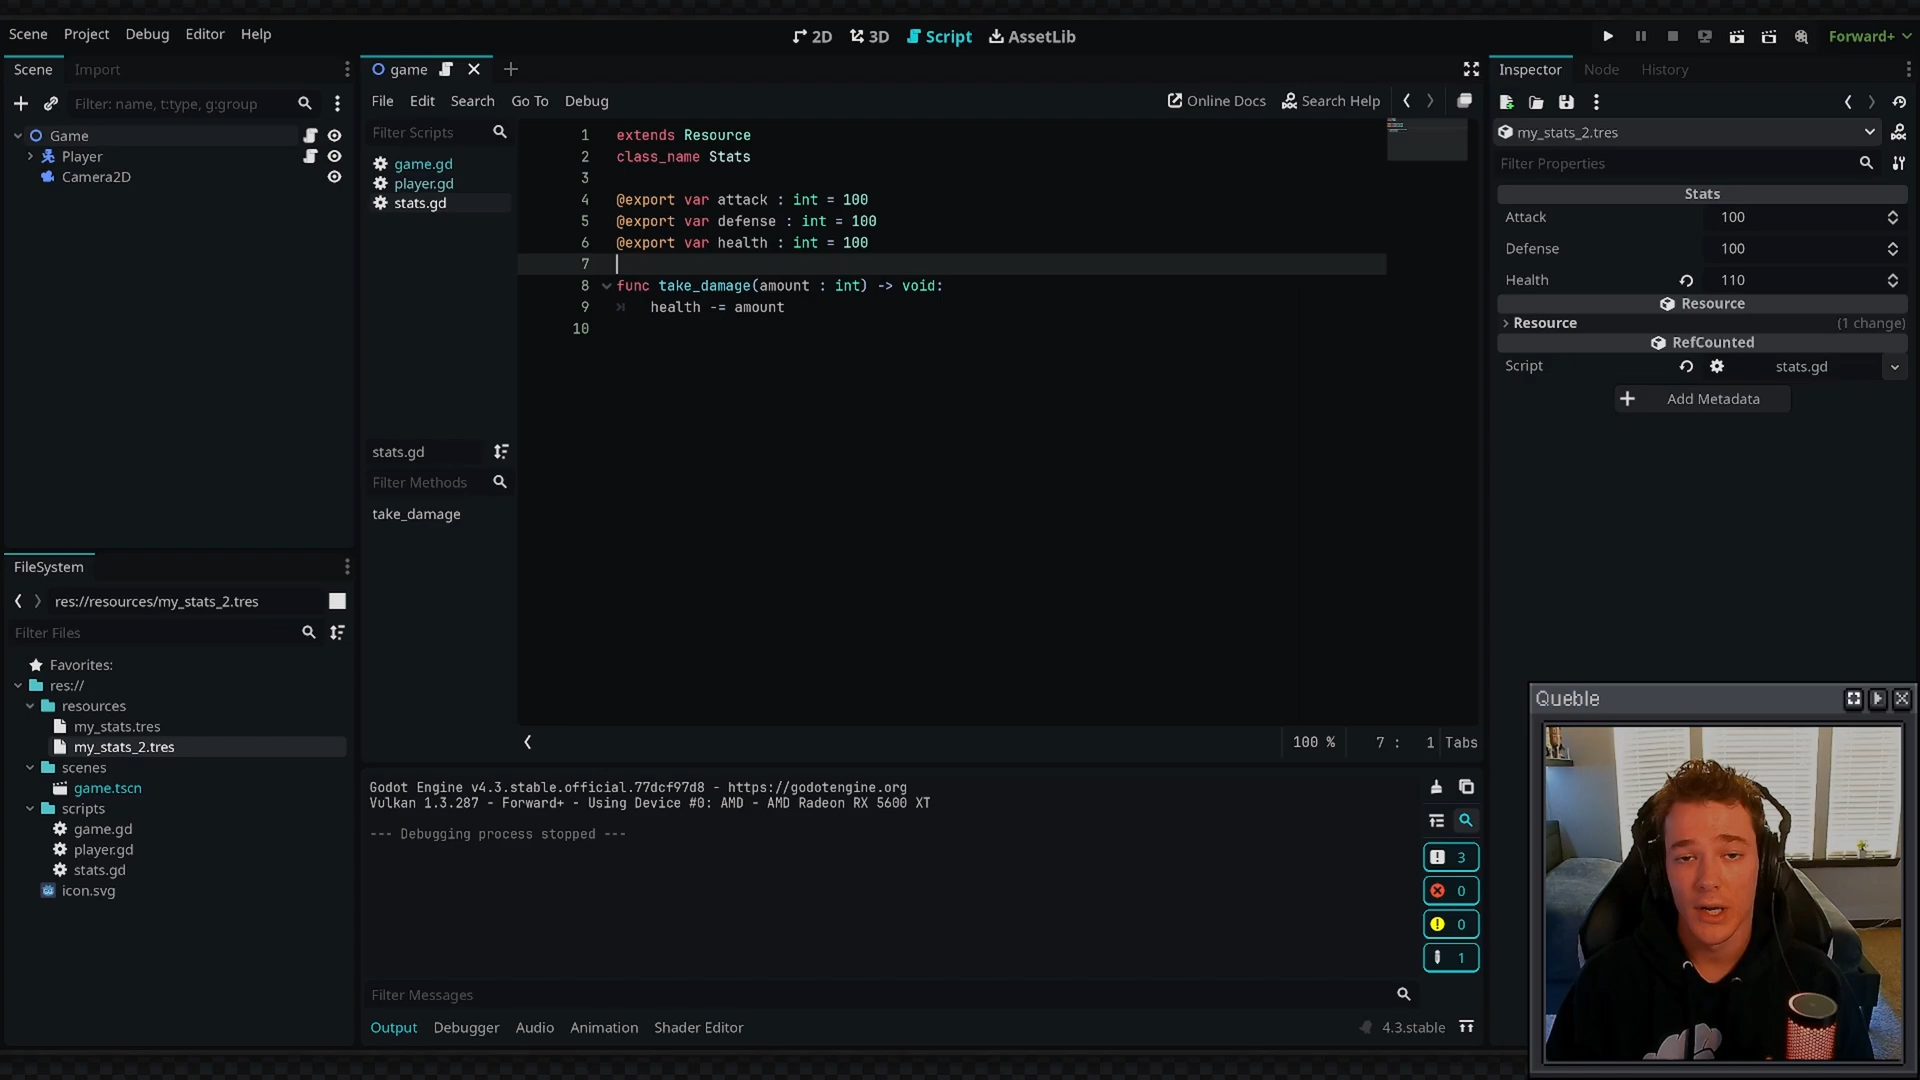 Scene Project Debug Editor Help
2D 3D Script AssetLib
Forward+
Scene Import
Filter: name, t:type, g:group
Game
Player
Camera2D
game
File Edit Search Go To Debug
Online Docs Search Help
Filter Scripts
game.gd
player.gd
stats.gd
stats.gd
Filter Methods
take_damage
1 extends Resource
2 class_name Stats
3
4 @export var attack : int = 100
5 @export var defense : int = 100
6 @export var health : int = 100
7
8 func take_damage(amount : int) -> void:
9 health -= amount
10
100 % 7 : 1 Tabs
Inspector Node History
my_stats_2.tres
Filter Properties
Stats
Attack 100
Defense 100
Health 110
Resource
Resource (1 change)
RefCounted
Script stats.gd
Add Metadata
FileSystem
res://resources/my_stats_2.tres
Filter Files
Favorites:
res://
resources
my_stats.tres
my_stats_2.tres
scenes
game.tscn
scripts
game.gd
player.gd
stats.gd
icon.svg
Godot Engine v4.3.stable.official.77dcf97d8 - https://godotengine.org
Vulkan 1.3.287 - Forward+ - Using Device #0: AMD - AMD Radeon RX 5600 XT
--- Debugging process stopped ---
3
0
0
1
Filter Messages
Output Debugger Audio Animation Shader Editor
4.3.stable
Queble